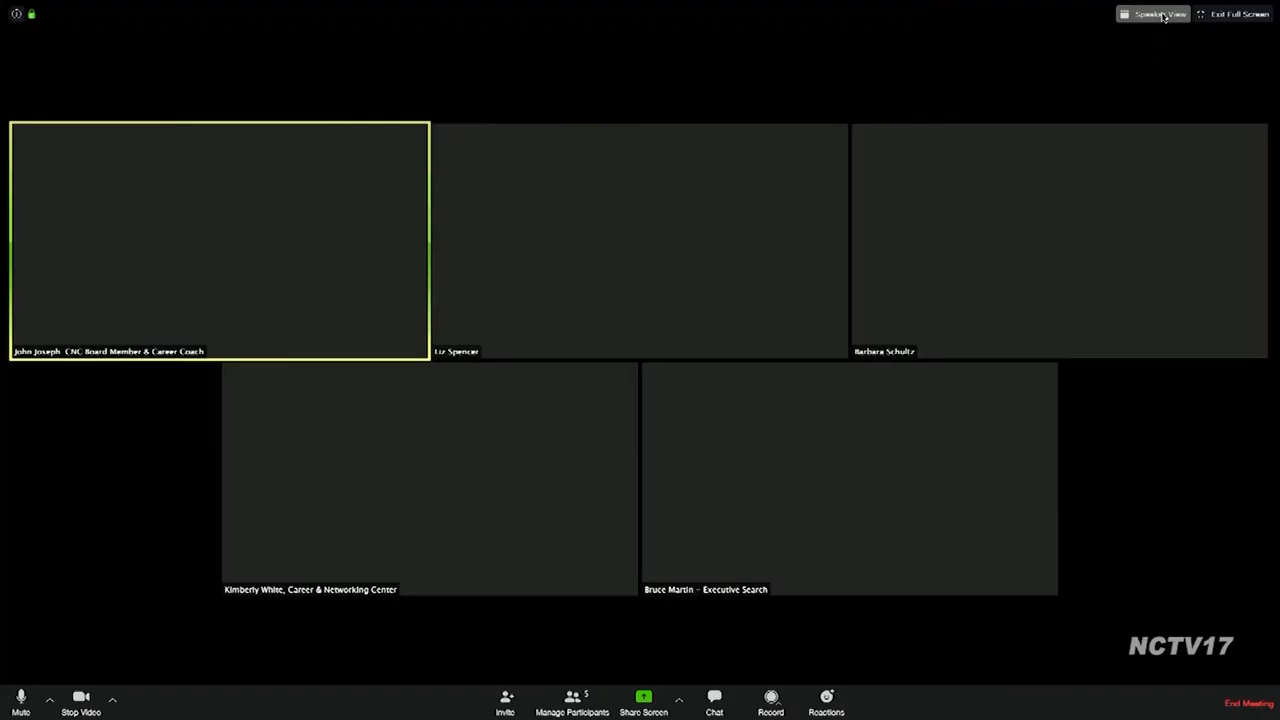 Speaker View
Exit Full Screen
John Joseph CNC Board Member & Career Coach
Liz Spencer
Barbara Schultz
Kimberly White, Career & Networking Center
Bruce Martin - Executive Search
NCTV17
Mute
Stop Video
Invite
5
Manage Participants
Share Screen
Chat
Record
Reactions
End Meeting